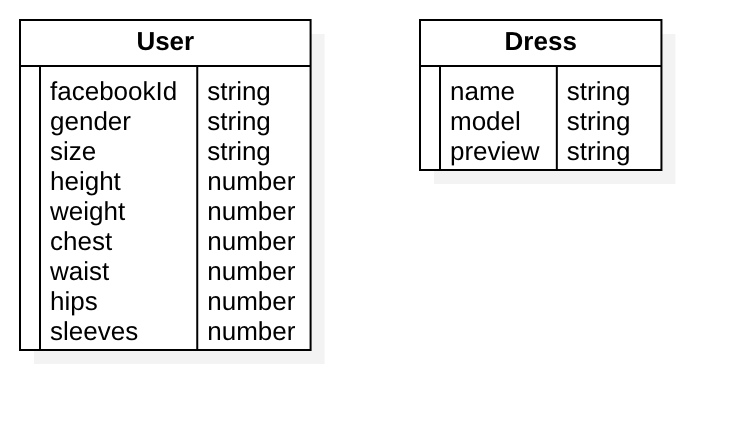 User
facebookId string
gender string
size string
height number
weight number
chest number
waist number
hips number
sleeves number
Dress
name string
model string
preview string